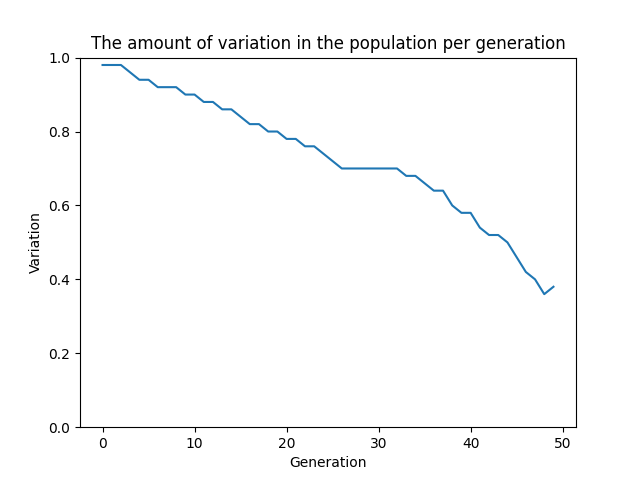 The amount of variation in the population per generation
1.0
0.8
0.6
0.4
0.2
0.0
Variation
0 10 20 30 40 50
Generation